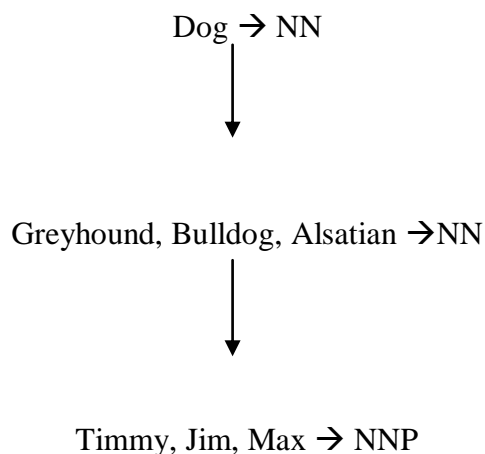 Dog → NN
Greyhound, Bulldog, Alsatian →NN
Timmy, Jim, Max → NNP